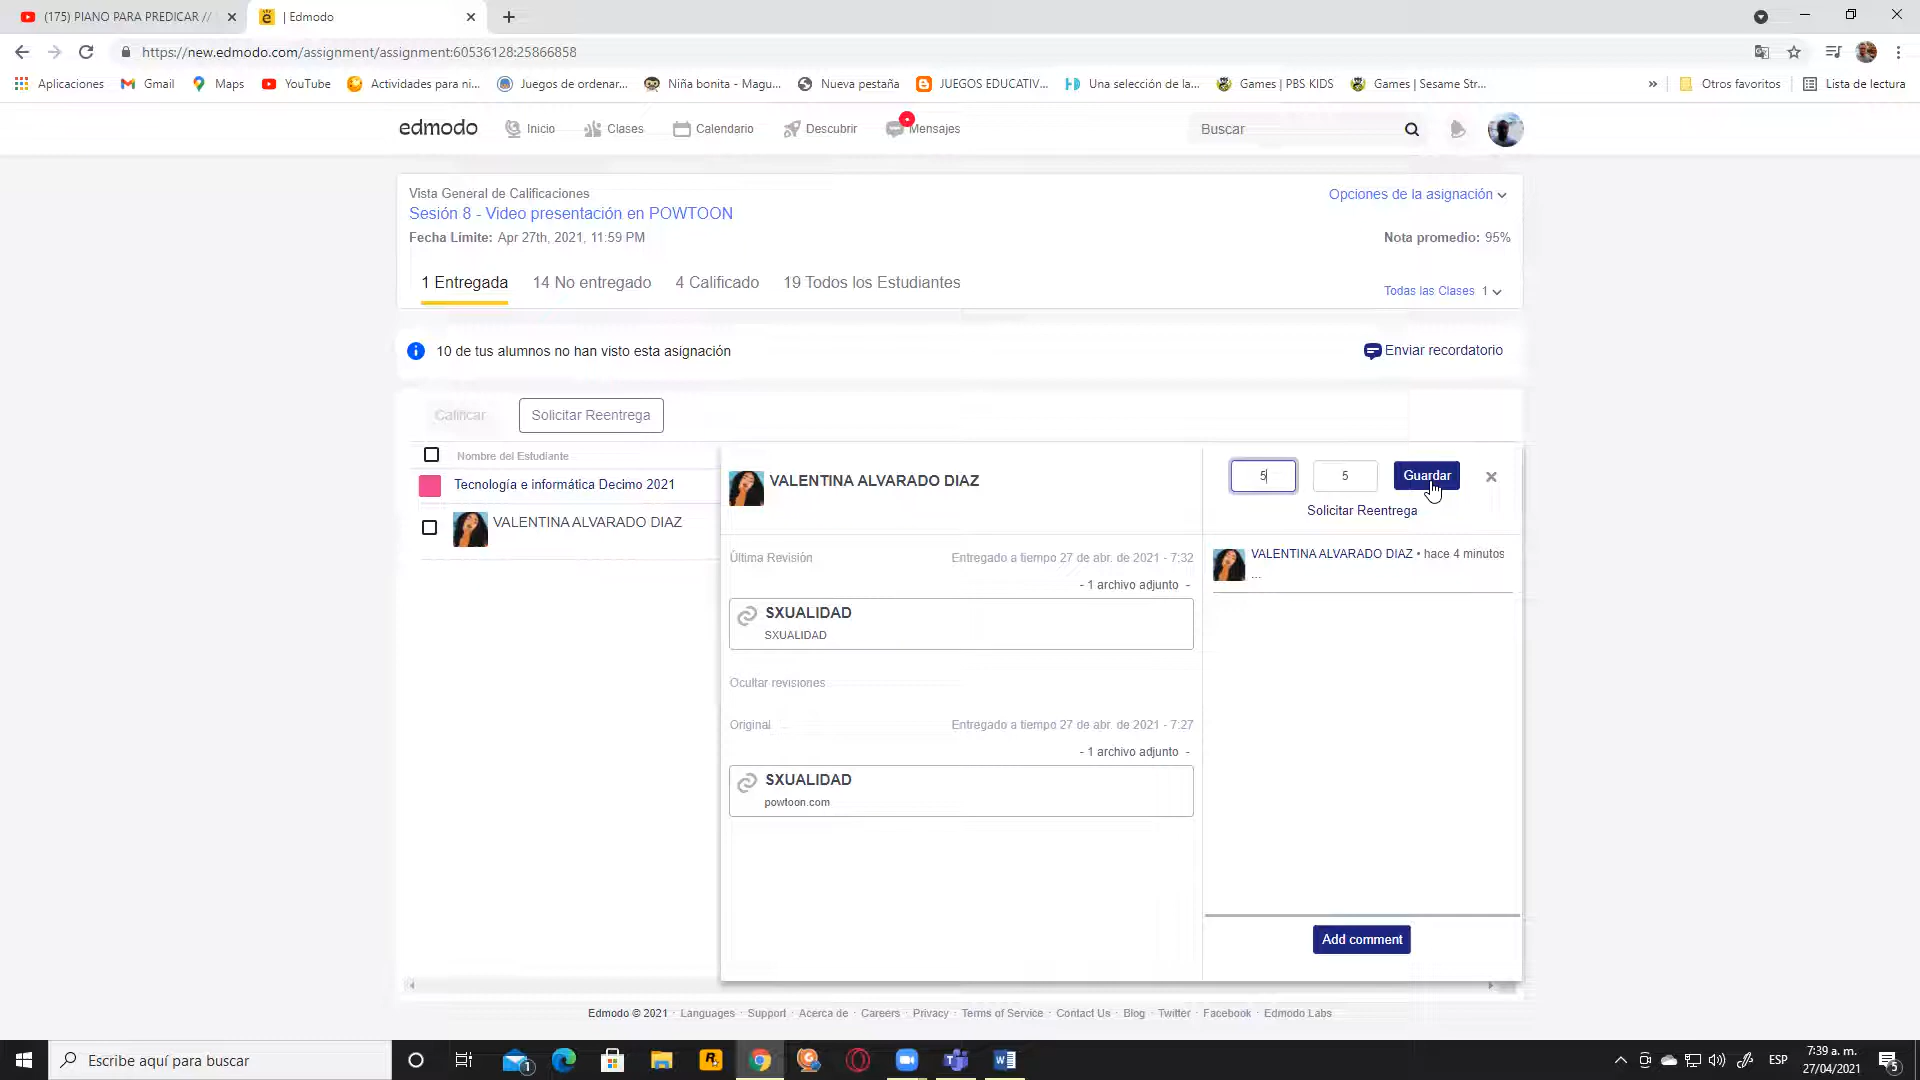 (175) PIANO PARA PREDICAR //
| Edmodo
https://new.edmodo.com/assignment/assignment:60536128:25866858
Aplicaciones
Gmail
Maps
YouTube
Actividades para ni...
Juegos de ordenar...
Niña bonita - Magu...
Nueva pestaña
JUEGOS EDUCATIV...
Una selección de la...
Games | PBS KIDS
Games | Sesame Str...
»
Otros favoritos
Lista de lectura
edmodo
Inicio
Clases
Calendario
Descubrir
Mensajes
Buscar
Vista General de Calificaciones
Opciones de la asignación
Sesión 8 - Video presentación en POWTOON
Fecha Límite: Apr 27th, 2021, 11:59 PM
Nota promedio: 95%
1 Entregada
14 No entregado
4 Calificado
19 Todos los Estudiantes
Todas las Clases 1
10 de tus alumnos no han visto esta asignación
Enviar recordatorio
Calificar
Solicitar Reentrega
Nombre del Estudiante
Tecnología e informática Decimo 2021
VALENTINA ALVARADO DIAZ
VALENTINA ALVARADO DIAZ
5
5
Guardar
Solicitar Reentrega
Última Revisión
Entregado a tiempo 27 de abr. de 2021 - 7:32
- 1 archivo adjunto -
SXUALIDAD
SXUALIDAD
Ocultar revisiones
Original
Entregado a tiempo 27 de abr. de 2021 - 7:27
- 1 archivo adjunto -
SXUALIDAD
powtoon.com
VALENTINA ALVARADO DIAZ • hace 4 minutos
...
Add comment
Edmodo © 2021 · Languages · Support · Acerca de · Careers · Privacy · Terms of Service · Contact Us · Blog · Twitter · Facebook · Edmodo Labs
Escribe aquí para buscar
1
ESP
7:39 a. m.
27/04/2021
5